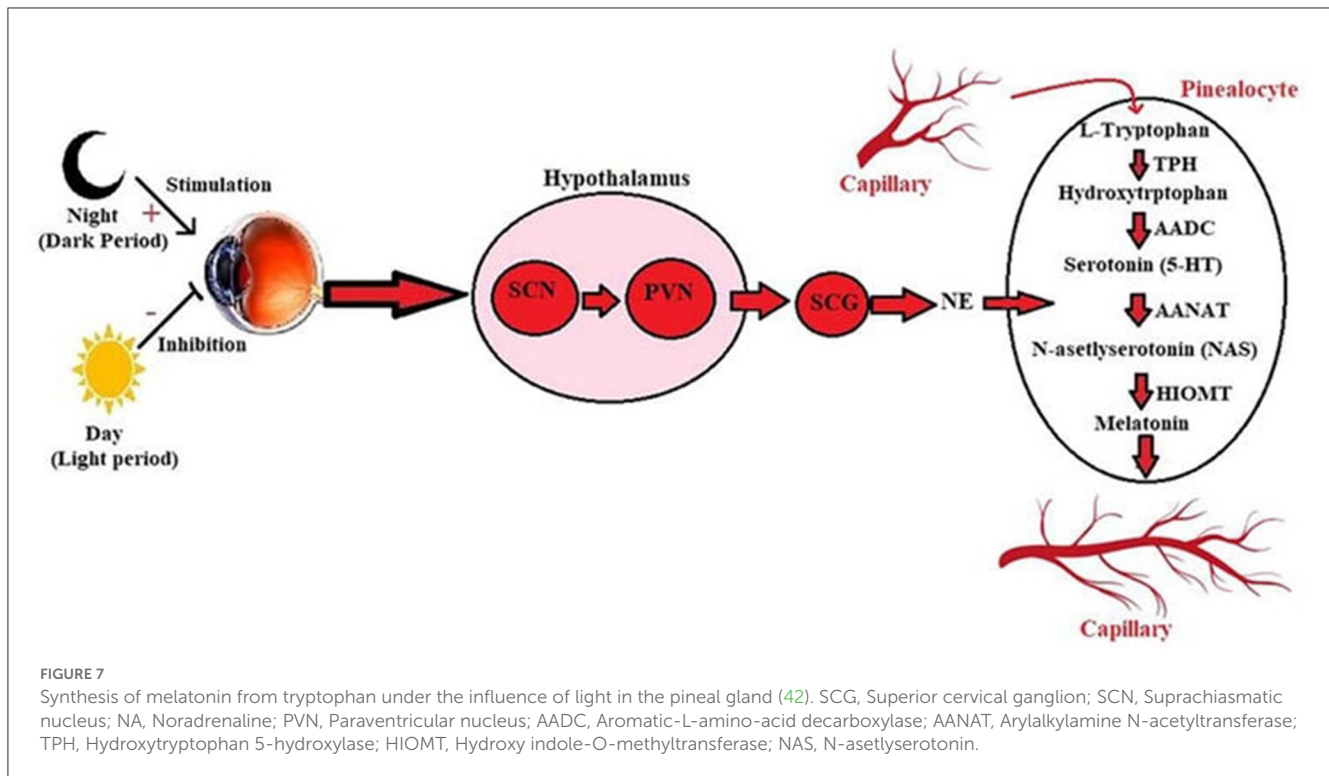 Night
(Dark Period)
+
Stimulation
-
Inhibition
Day
(Light period)
Hypothalamus
SCN
PVN
SCG
NE
Capillary
Pinealocyte
L-Tryptophan
TPH
Hydroxytrptophan
AADC
Serotonin (5-HT)
AANAT
N-asetlyserotonin (NAS)
HIOMT
Melatonin
Capillary
FIGURE 7
Synthesis of melatonin from tryptophan under the influence of light in the pineal gland (42). SCG, Superior cervical ganglion; SCN, Suprachiasmatic
nucleus; NA, Noradrenaline; PVN, Paraventricular nucleus; AADC, Aromatic-L-amino-acid decarboxylase; AANAT, Arylalkylamine N-acetyltransferase;
TPH, Hydroxytryptophan 5-hydroxylase; HIOMT, Hydroxy indole-O-methyltransferase; NAS, N-asetlyserotonin.